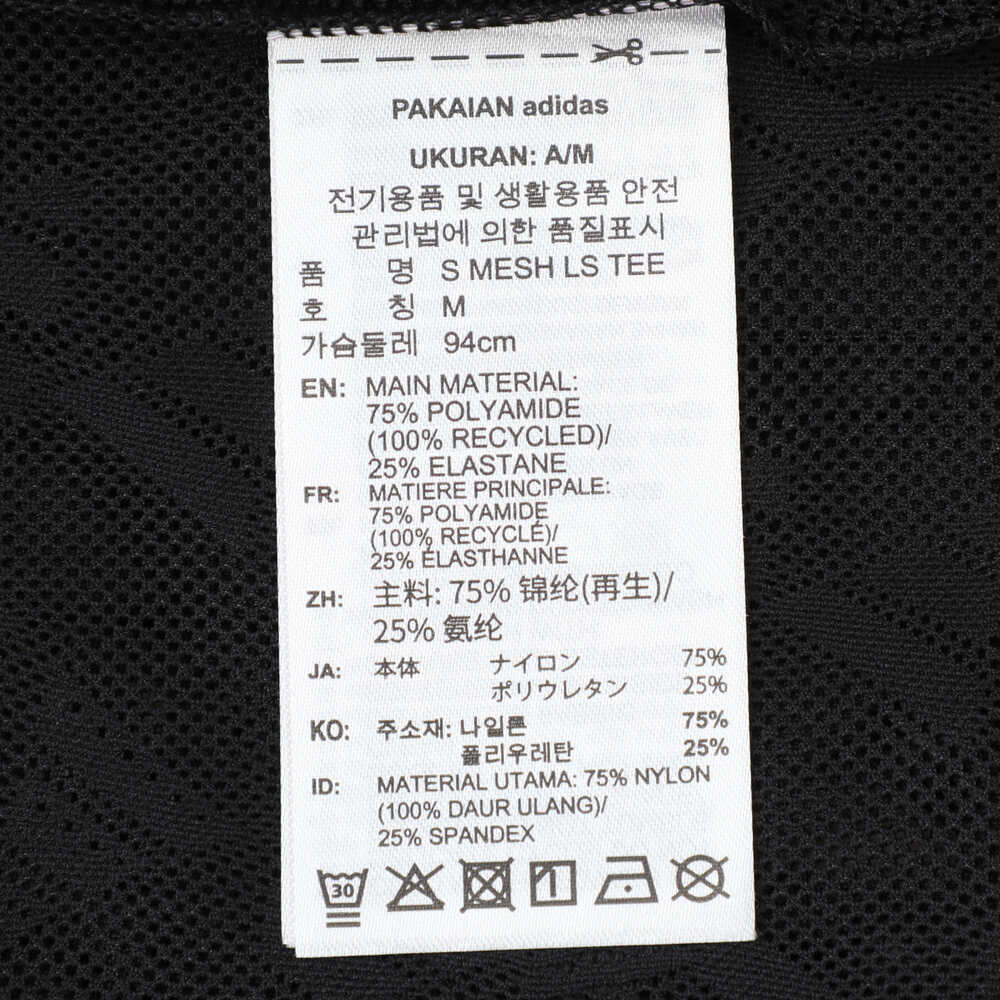 PAKAIAN adidas
UKURAN: A/M
전기용품 및 생활용품 안전
관리법에 의한 품질표시
품 명 S MESH LS TEE
호 칭 M
가슴둘레 94cm
EN: MAIN MATERIAL:
75% POLYAMIDE
(100% RECYCLED)/
25% ELASTANE
FR: MATIERE PRINCIPALE:
75% POLYAMIDE
(100% RECYCLÉ)/
25% ÉLASTHANNE
ZH: 主料: 75% 锦纶(再生)/
25% 氨纶
JA: 本体 ナイロン 75%
ポリウレタン 25%
KO: 주소재: 나일론 75%
폴리우레탄 25%
ID: MATERIAL UTAMA: 75% NYLON
(100% DAUR ULANG)/
25% SPANDEX
30